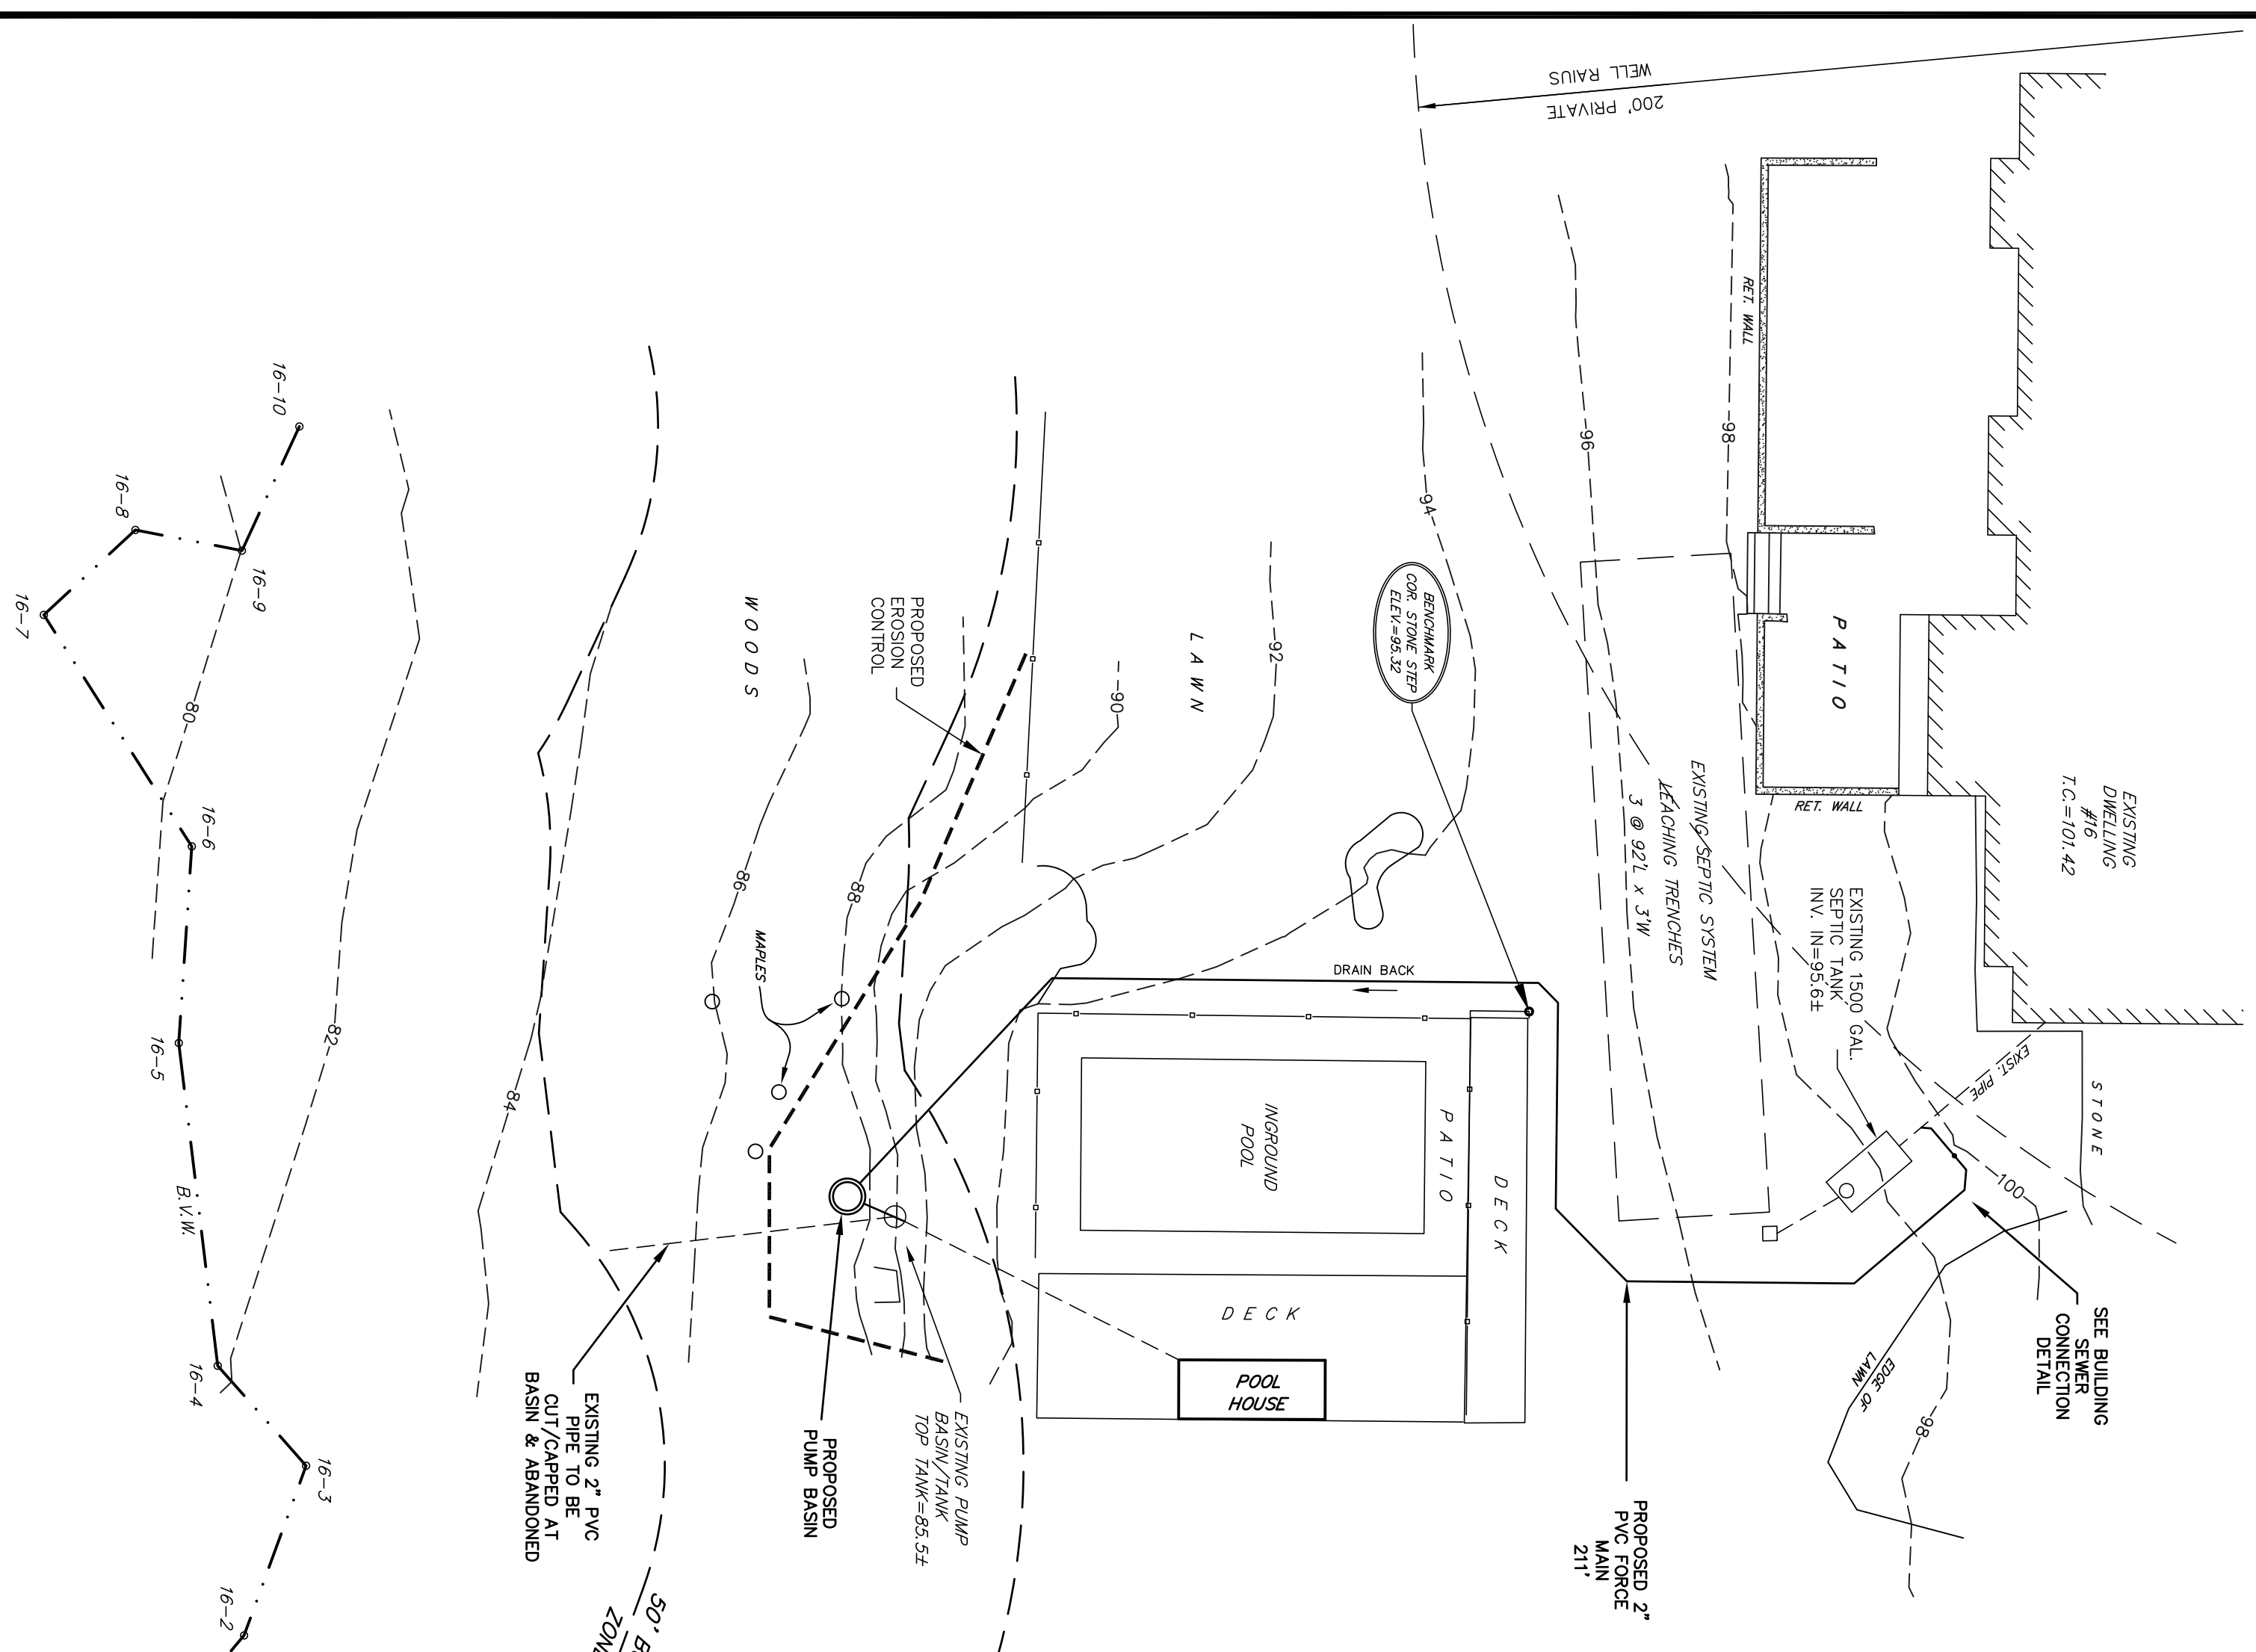 WELL RAIUS
200' PRIVATE
RET. WALL
PATIO
EXISTING
DWELLING
#16
T.C.=101.42
98
96
94
92
90
LAWN
BENCHMARK
COR. STONE STEP
ELEV.=95.32
EXISTING SEPTIC SYSTEM
LEACHING TRENCHES
3 @ 92'L x 3'W
RET. WALL
EXISTING 1500 GAL.
SEPTIC TANK
INV. IN=95.6±
EXIST. PIPE
STONE
100
16-10
16-9
16-8
16-7
80
16-6
WOODS
PROPOSED
EROSION
CONTROL
86
88
MAPLES
DRAIN BACK
INGROUND
POOL
PATIO
DECK
DECK
POOL
HOUSE
82
84
16-5
B.V.W.
16-4
16-3
16-2
SEE BUILDING
SEWER
CONNECTION
DETAIL
EDGE OF
LAWN
98
PROPOSED 2"
PVC FORCE
MAIN
211'
EXISTING PUMP
BASIN/TANK
TOP TANK=85.5±
PROPOSED
PUMP BASIN
EXISTING 2" PVC
PIPE TO BE
CUT/CAPPED AT
BASIN & ABANDONED
50'